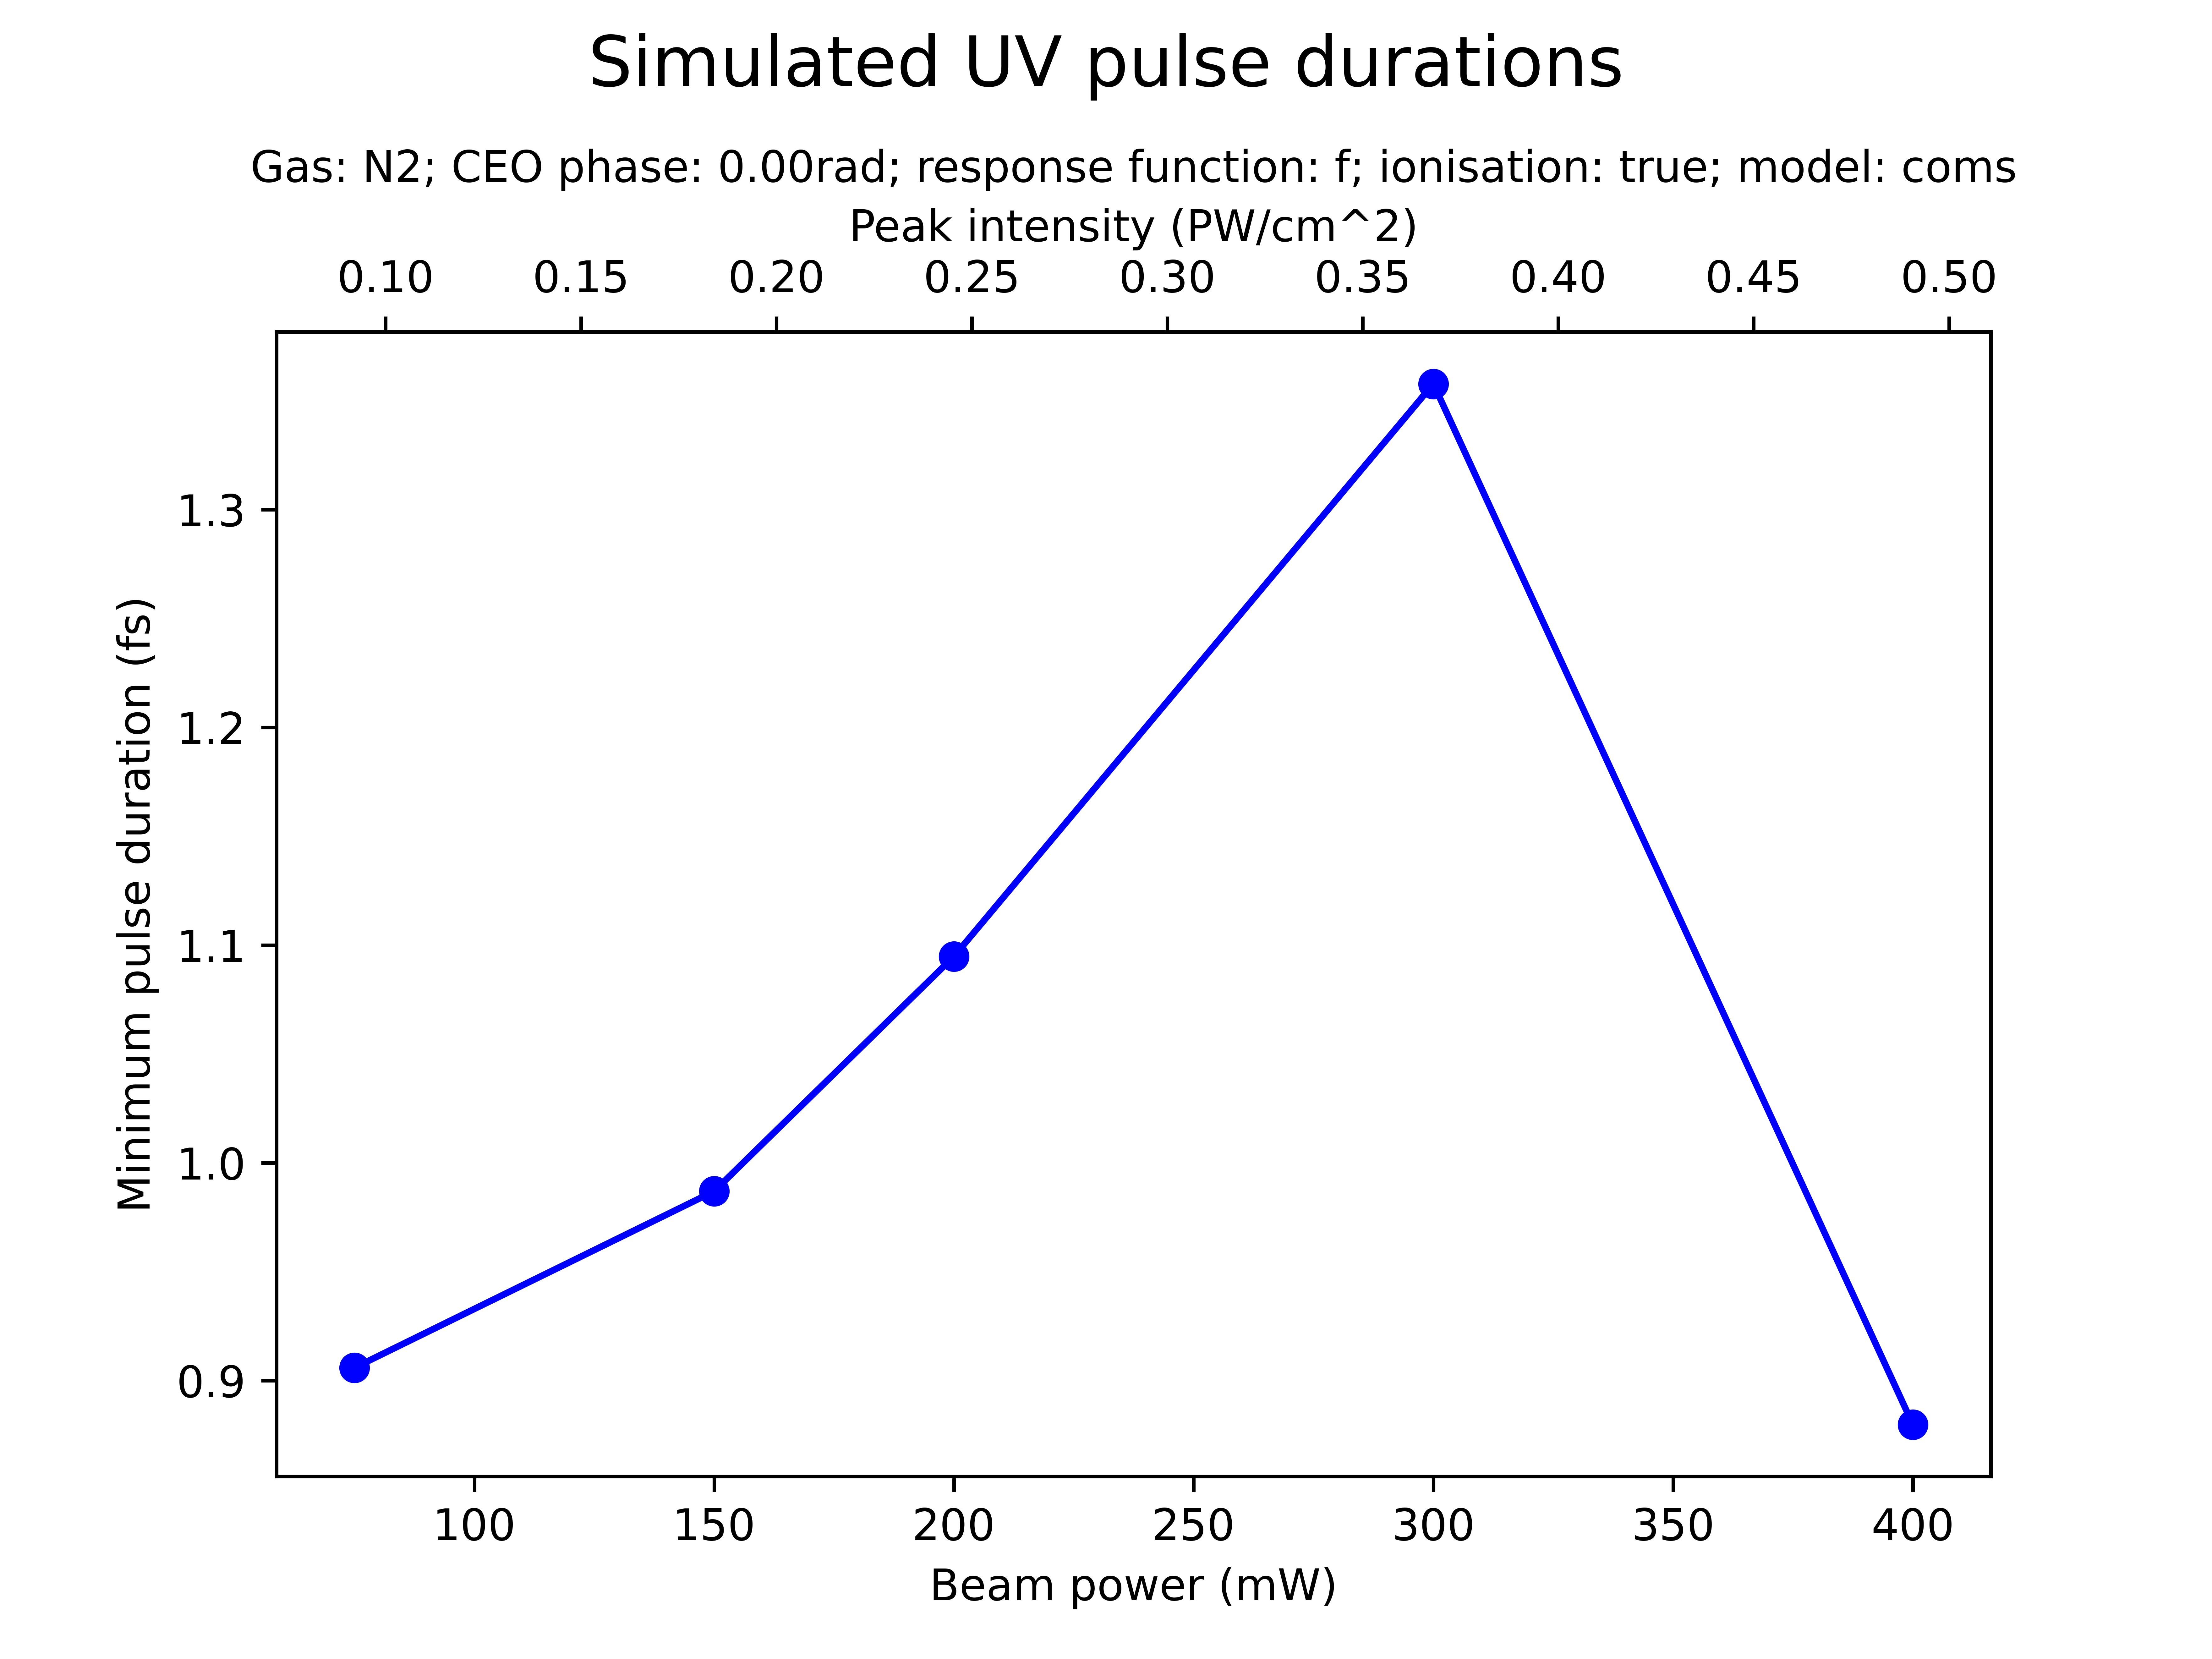 Simulated UV pulse durations
Gas: N2; CEO phase: 0.00rad; response function: f; ionisation: true; model: coms
Peak intensity (PW/cm^2)
0.10 0.15 0.20 0.25 0.30 0.35 0.40 0.45 0.50
Minimum pulse duration (fs)
1.3
1.2
1.1
1.0
0.9
100 150 200 250 300 350 400
Beam power (mW)